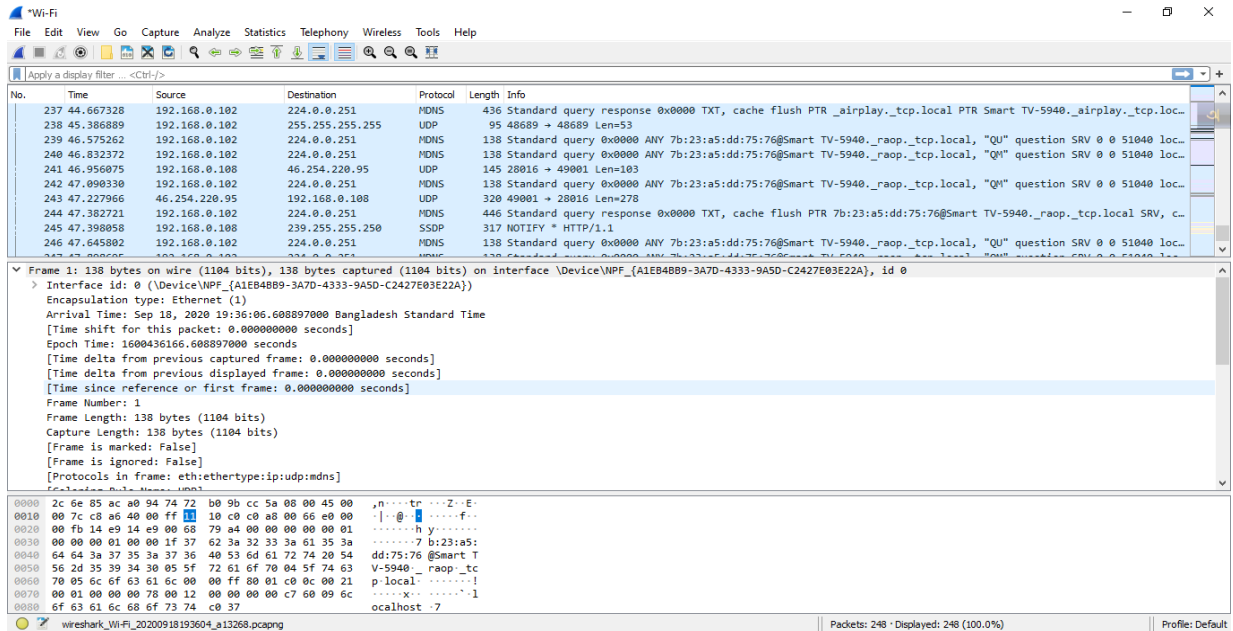 *Wi-Fi
File Edit View Go Capture Analyze Statistics Telephony Wireless Tools Help
Apply a display filter ... <Ctrl-/>
No. Time Source Destination Protocol Length Info
237 44.667328 192.168.0.102 224.0.0.251 MDNS 436 Standard query response 0x0000 TXT, cache flush PTR _airplay._tcp.local PTR Smart TV-5940._airplay._tcp.loc…
238 45.386889 192.168.0.102 255.255.255.255 UDP 95 48689 → 48689 Len=53
239 46.575262 192.168.0.102 224.0.0.251 MDNS 138 Standard query 0x0000 ANY 7b:23:a5:dd:75:76@Smart TV-5940._raop._tcp.local, "QU" question SRV 0 0 51040 loc…
240 46.832372 192.168.0.102 224.0.0.251 MDNS 138 Standard query 0x0000 ANY 7b:23:a5:dd:75:76@Smart TV-5940._raop._tcp.local, "QM" question SRV 0 0 51040 loc…
241 46.956075 192.168.0.108 46.254.220.95 UDP 145 28016 → 49001 Len=103
242 47.090330 192.168.0.102 224.0.0.251 MDNS 138 Standard query 0x0000 ANY 7b:23:a5:dd:75:76@Smart TV-5940._raop._tcp.local, "QM" question SRV 0 0 51040 loc…
243 47.227966 46.254.220.95 192.168.0.108 UDP 320 49001 → 28016 Len=278
244 47.382721 192.168.0.102 224.0.0.251 MDNS 446 Standard query response 0x0000 TXT, cache flush PTR 7b:23:a5:dd:75:76@Smart TV-5940._raop._tcp.local SRV, c…
245 47.398058 192.168.0.102 239.255.255.250 SSDP 317 NOTIFY * HTTP/1.1
246 47.645802 192.168.0.102 224.0.0.251 MDNS 138 Standard query 0x0000 ANY 7b:23:a5:dd:75:76@Smart TV-5940._raop._tcp.local, "QU" question SRV 0 0 51040 loc…
Frame 1: 138 bytes on wire (1104 bits), 138 bytes captured (1104 bits) on interface \Device\NPF_{A1EB4BB9-3A7D-4333-9A5D-C2427E03E22A}, id 0
Interface id: 0 (\Device\NPF_{A1EB4BB9-3A7D-4333-9A5D-C2427E03E22A})
Encapsulation type: Ethernet (1)
Arrival Time: Sep 18, 2020 19:36:06.608897000 Bangladesh Standard Time
[Time shift for this packet: 0.000000000 seconds]
Epoch Time: 1600436166.608897000 seconds
[Time delta from previous captured frame: 0.000000000 seconds]
[Time delta from previous displayed frame: 0.000000000 seconds]
[Time since reference or first frame: 0.000000000 seconds]
Frame Number: 1
Frame Length: 138 bytes (1104 bits)
Capture Length: 138 bytes (1104 bits)
[Frame is marked: False]
[Frame is ignored: False]
[Protocols in frame: eth:ethertype:ip:udp:mdns]
0000 2c 6e 85 ac a0 94 74 72 b0 9b cc 5a 08 00 45 00 ,n····tr ···Z··E·
0010 00 7c c8 a6 40 00 ff 11 10 c0 c0 a8 00 66 e0 00 ·|··@··· ·····f··
0020 00 fb 14 e9 14 e9 00 68 79 a4 00 00 00 00 00 01 ·······h y·······
0030 00 00 00 01 00 00 1f 37 62 3a 32 33 3a 61 35 3a ·······7 b:23:a5:
0040 64 64 3a 37 35 3a 37 36 40 53 6d 61 72 74 20 54 dd:75:76 @Smart T
0050 56 2d 35 39 34 30 05 5f 72 61 6f 70 04 5f 74 63 V-5940·_ raop·_tc
0060 70 05 6c 6f 63 61 6c 00 00 ff 80 01 c0 0c 00 21 p·local· ·······!
0070 00 01 00 00 00 78 00 12 00 00 00 00 c7 60 09 6c ·····x·· ·····`·l
0080 6f 63 61 6c 68 6f 73 74 c0 37 ocalhost ·7
wireshark_Wi-Fi_20200918193604_a13268.pcapng Packets: 248 · Displayed: 248 (100.0%) Profile: Default